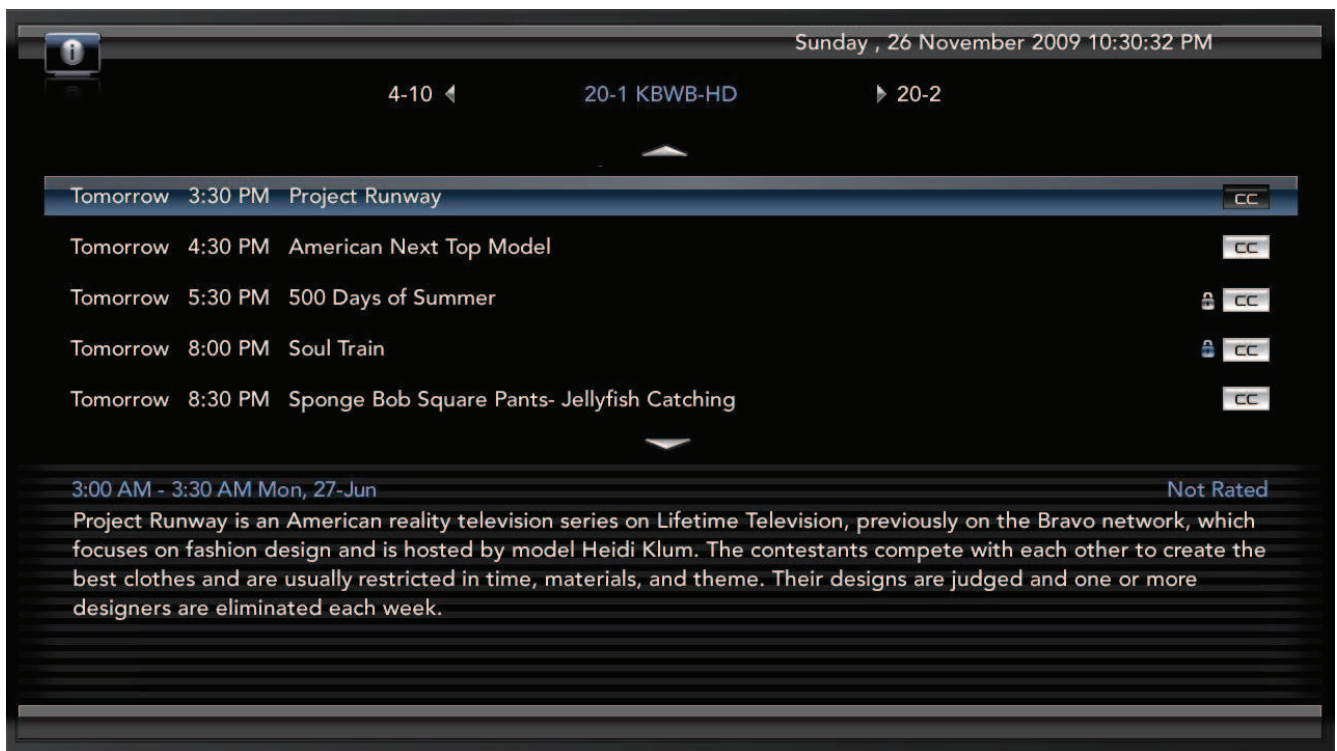 Sunday , 26 November 2009 10:30:32 PM
4-10 20-1 KBWB-HD 20-2
Tomorrow 3:30 PM Project Runway CC
Tomorrow 4:30 PM American Next Top Model CC
Tomorrow 5:30 PM 500 Days of Summer CC
Tomorrow 8:00 PM Soul Train CC
Tomorrow 8:30 PM Sponge Bob Square Pants- Jellyfish Catching CC
3:00 AM - 3:30 AM Mon, 27-Jun Not Rated
Project Runway is an American reality television series on Lifetime Television, previously on the Bravo network, which
focuses on fashion design and is hosted by model Heidi Klum. The contestants compete with each other to create the
best clothes and are usually restricted in time, materials, and theme. Their designs are judged and one or more
designers are eliminated each week.